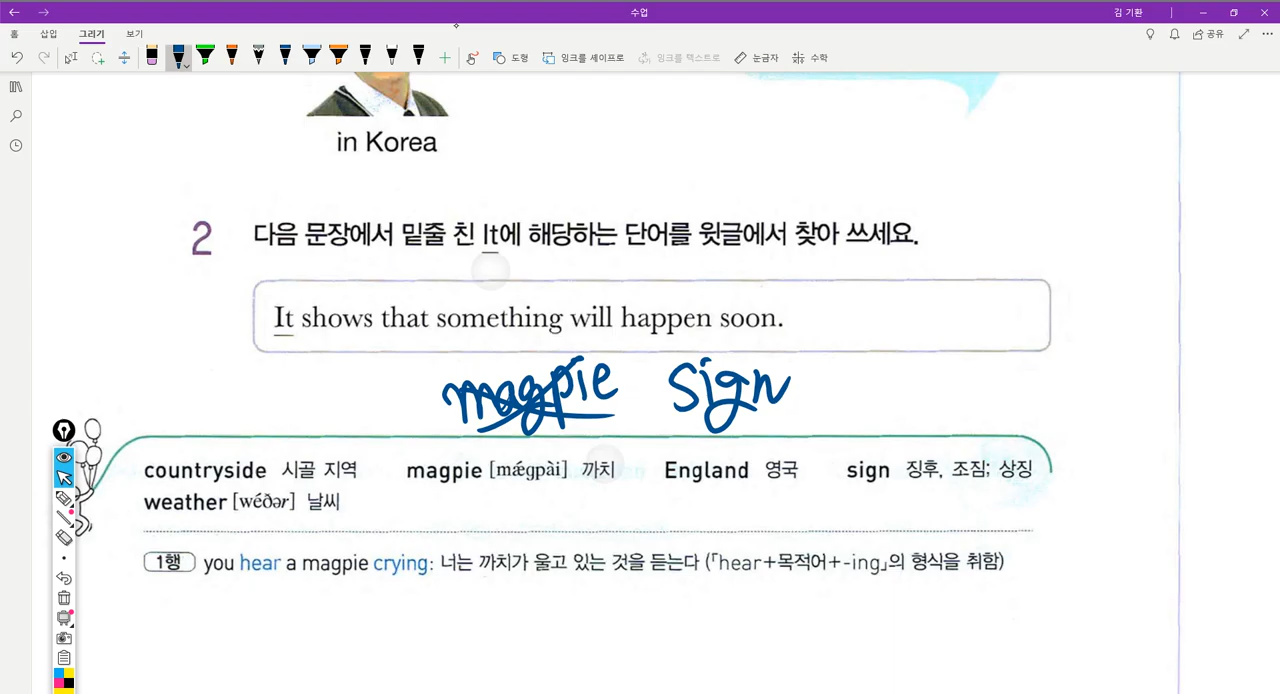 수업
김 기환
홈 삽입 그리기 보기
공유
도형 잉크를 셰이프로 잉크를 텍스트로 눈금자 수학
in Korea
2 다음 문장에서 밑줄 친 It에 해당하는 단어를 윗글에서 찾아 쓰세요.
It shows that something will happen soon.
magpie sign
countryside 시골 지역 magpie [mǽgpài] 까치 England 영국 sign 징후, 조짐; 상징
weather [wéðər] 날씨
1행 you hear a magpie crying: 너는 까치가 울고 있는 것을 듣는다 (「hear+목적어+-ing」의 형식을 취함)